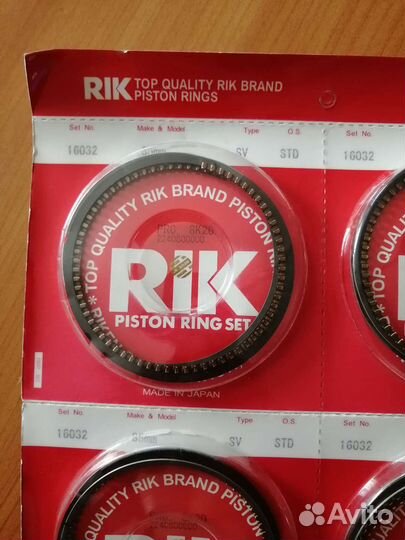 RIK TOP QUALITY RIK BRAND
PISTON RINGS
Set No. Make & Model Type O.S. Set No.
16032 SV STD 16032
TOP QUALITY RIK BRAND PISTON
2240800000
RIK
PISTON RING SET
MADE IN JAPAN
Set No. Make & Model Type O.S. Set No.
16032 SV STD 16032
QUALITY RIK BRAND PISTON
Avito